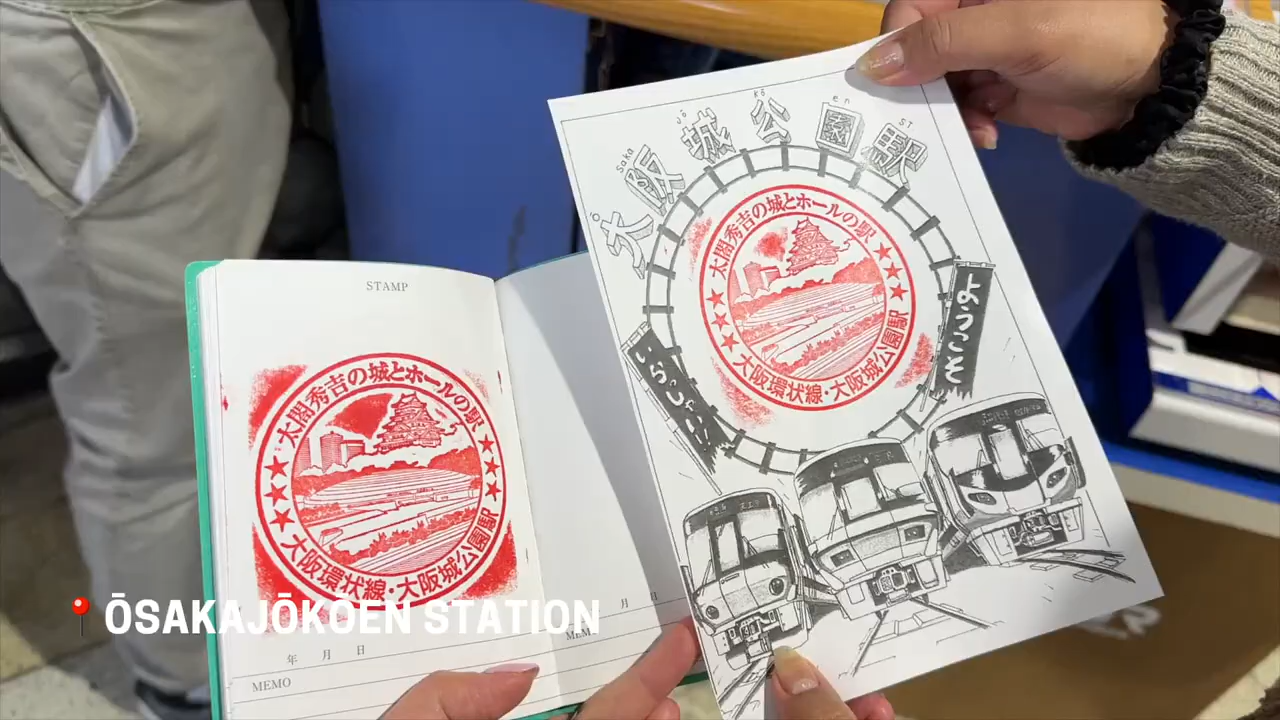 STAMP
太閤秀吉の城とホールの駅
大阪環状線・大阪城公園駅
年 月 日
MEMO
月 日
Ō saka jō kō en ST
大阪城公園駅
太閤秀吉の城とホールの駅
大阪環状線・大阪城公園駅
いらっしゃい!!
ようこそ
📍ŌSAKAJŌKOEN STATION